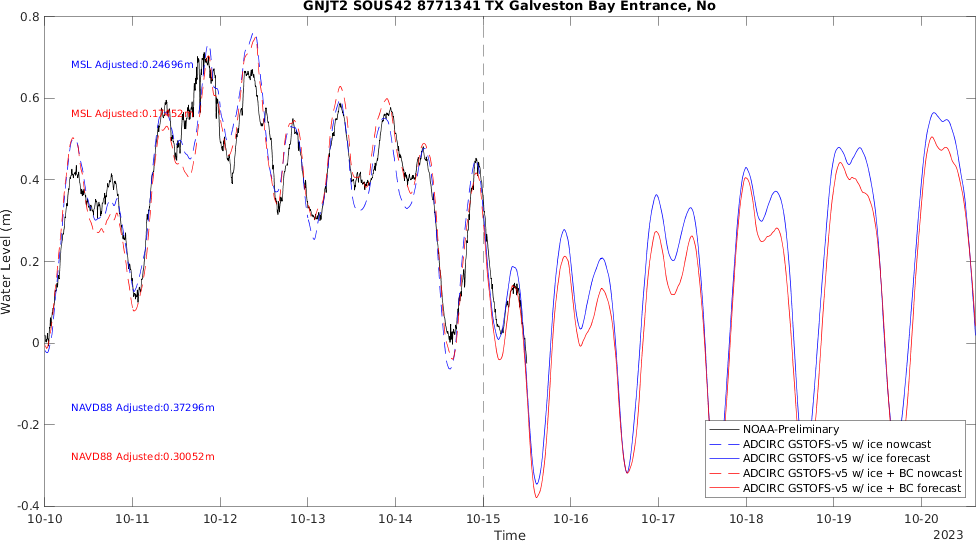 GNJT2 SOUS42 8771341 TX Galveston Bay Entrance, No
0.8
0.6
0.4
0.2
0
-0.2
-0.4
Water Level (m)
MSL Adjusted:0.24696m
MSL
NAVD88 Adjusted:0.37296m
NAVD88 Adjusted:0.30052m
NOAA-Preliminary
ADCIRC GSTOFS-v5 w/ ice nowcast
ADCIRC GSTOFS-v5 w/ ice forecast
ADCIRC GSTOFS-v5 w/ ice + BC nowcast
ADCIRC GSTOFS-v5 w/ ice + BC forecast
10-10 10-11 10-12 10-13 10-14 10-15 10-16 10-17 10-18 10-19 10-20
Time
2023